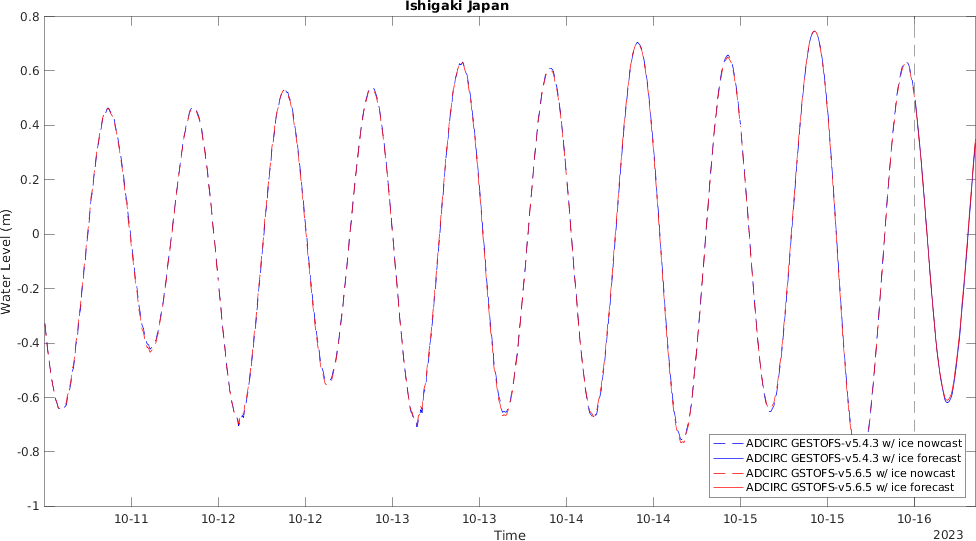 Ishigaki Japan
0.8
0.6
0.4
0.2
0
-0.2
-0.4
-0.6
-0.8
-1
Water Level (m)
ADCIRC GESTOFS-v5.4.3 w/ ice nowcast
ADCIRC GESTOFS-v5.4.3 w/ ice forecast
ADCIRC GSTOFS-v5.6.5 w/ ice nowcast
ADCIRC GSTOFS-v5.6.5 w/ ice forecast
10-11 10-12 10-12 10-13 10-13 10-14 10-14 10-15 10-15 10-16
Time
2023